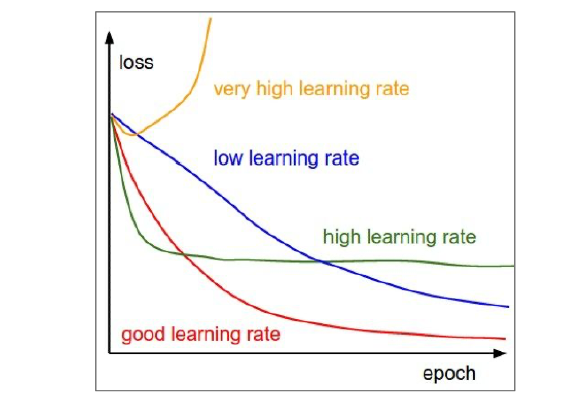 loss
very high learning rate
low learning rate
high learning rate
good learning rate
epoch